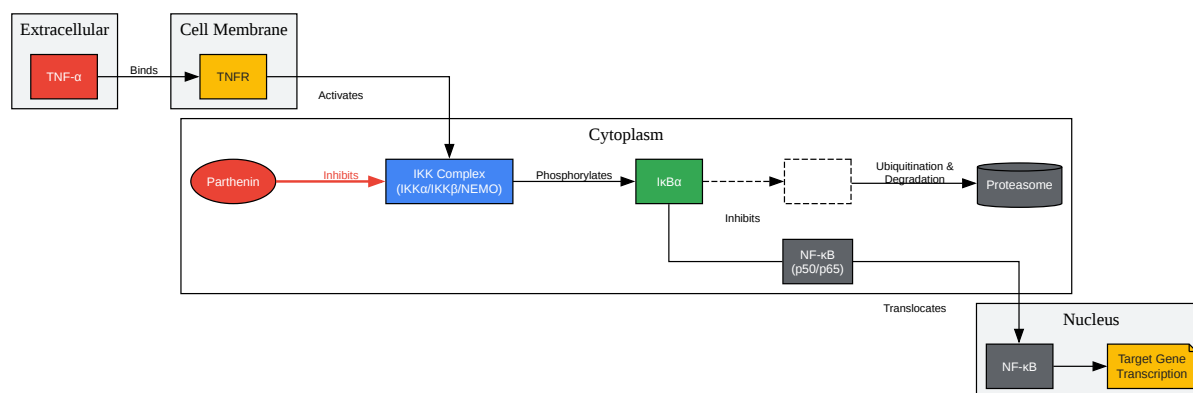 Extracellular
Cell Membrane
TNF-α
Binds
TNFR
Activates
Cytoplasm
Parthenin
Inhibits
IKK Complex
(IKKα/IKKβ/NEMO)
Phosphorylates
IκBα
Ubiquitination &
Degradation
Proteasome
Inhibits
NF-κB
(p50/p65)
Translocates
Nucleus
NF-κB
Target Gene
Transcription